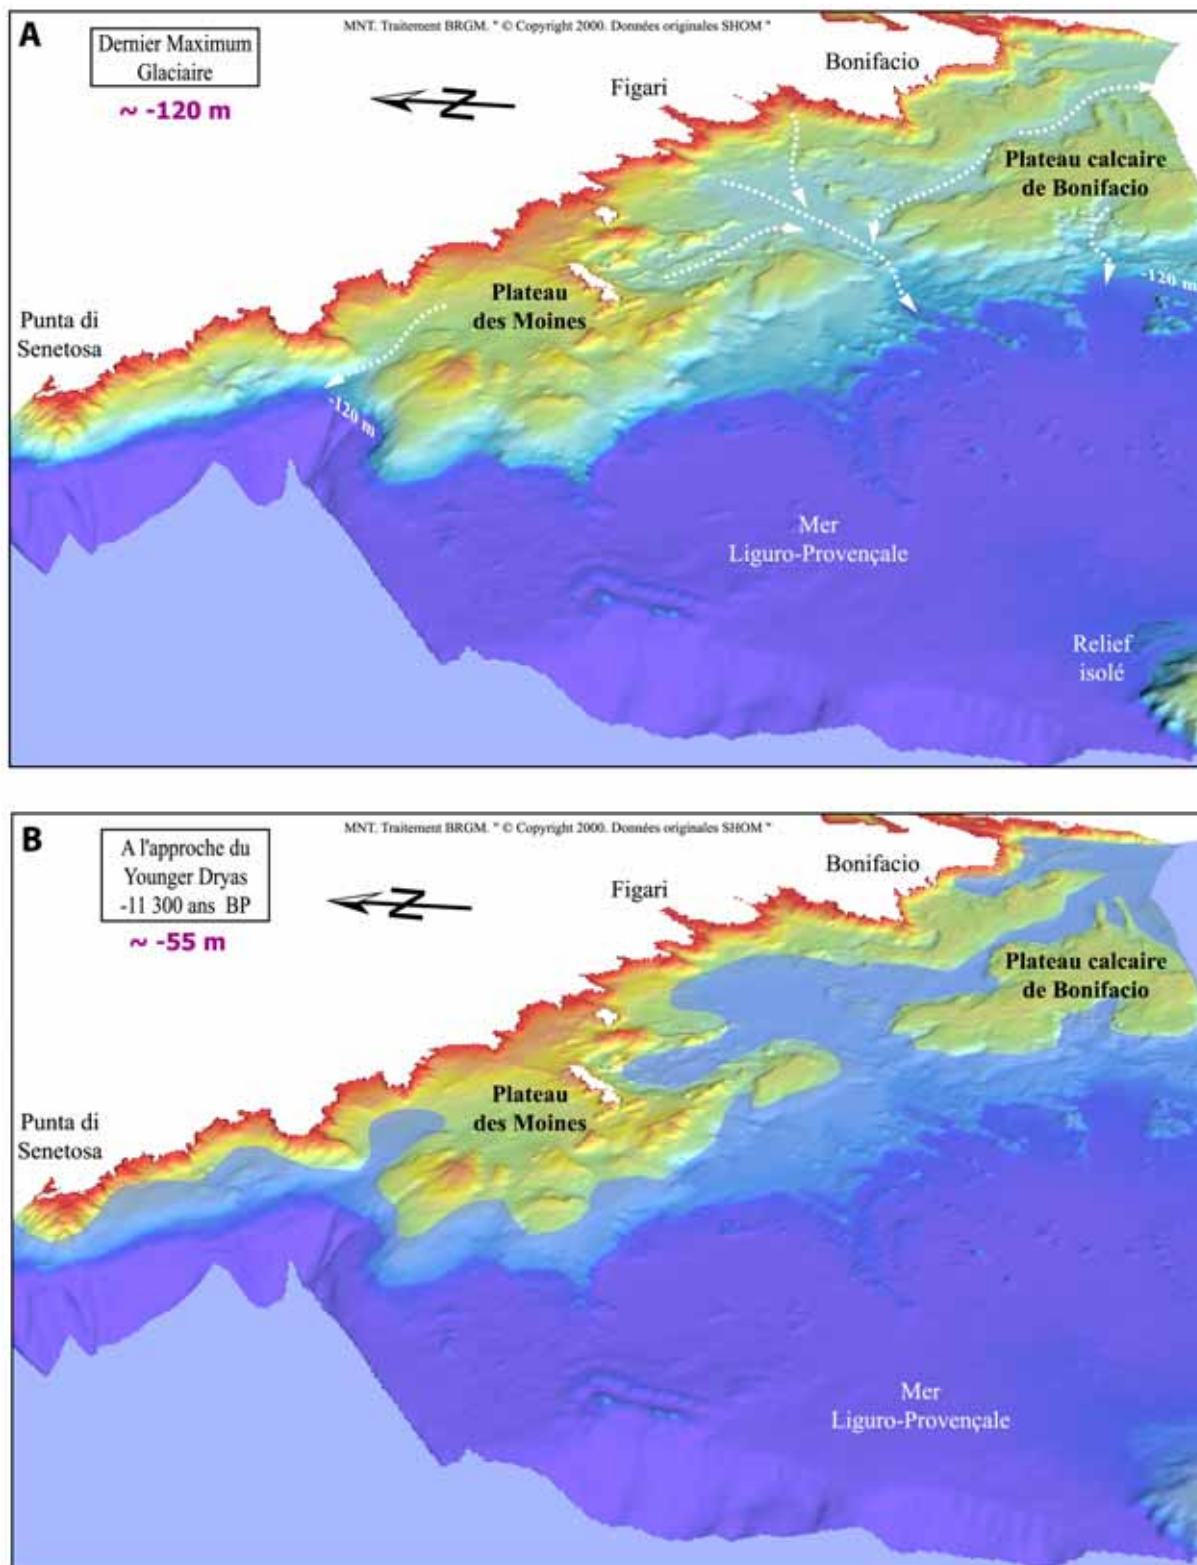 A
MNT. Traitement BRGM. " © Copyright 2000. Données originales SHOM "
Dernier Maximum
Glaciaire
~ -120 m
N
Figari
Bonifacio
Plateau calcaire
de Bonifacio
-120 m
Plateau
des Moines
Punta di
Senetosa
-120 m
Mer
Liguro-Provençale
Relief
isolé
B
MNT. Traitement BRGM. " © Copyright 2000. Données originales SHOM "
A l'approche du
Younger Dryas
-11 300 ans BP
~ -55 m
N
Figari
Bonifacio
Plateau calcaire
de Bonifacio
Plateau
des Moines
Punta di
Senetosa
Mer
Liguro-Provençale